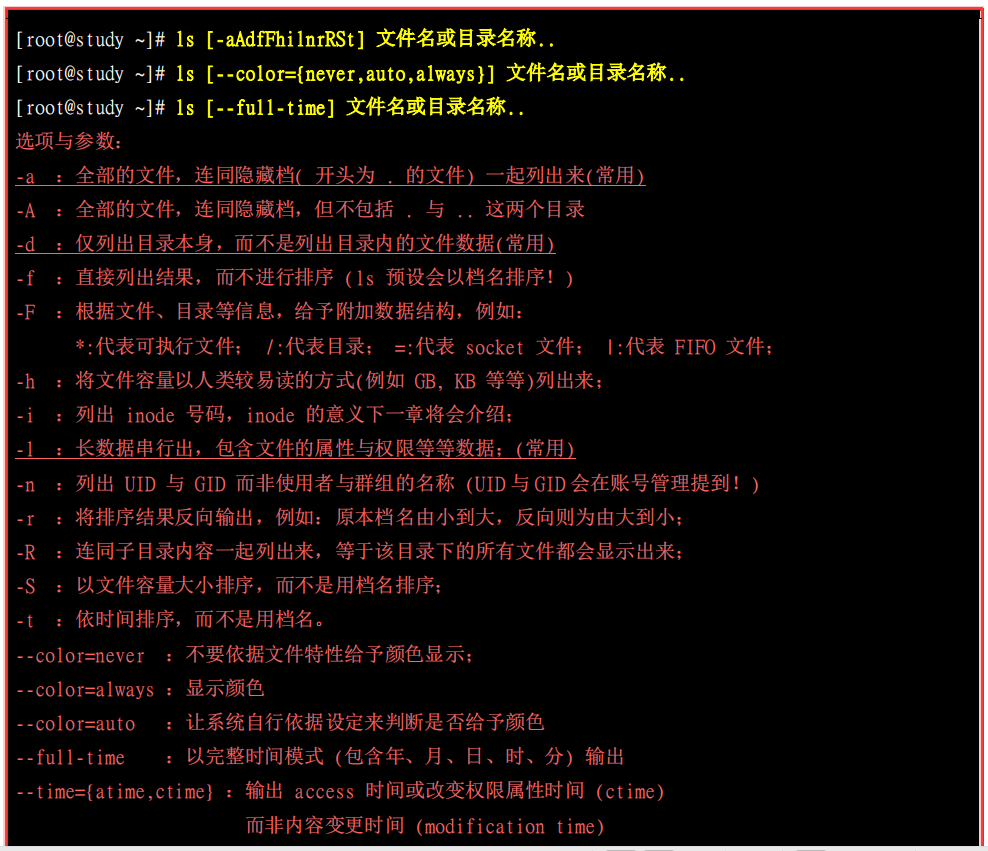 [root@study ~]# ls [-aAdfFhilnrRSt] 文件名或目录名称..
[root@study ~]# ls [--color={never,auto,always}] 文件名或目录名称..
[root@study ~]# ls [--full-time] 文件名或目录名称..
选项与参数：
-a ：全部的文件，连同隐藏档( 开头为 . 的文件) 一起列出来(常用)
-A ：全部的文件，连同隐藏档，但不包括 . 与 .. 这两个目录
-d ：仅列出目录本身，而不是列出目录内的文件数据(常用)
-f ：直接列出结果，而不进行排序 (ls 预设会以档名排序！)
-F ：根据文件、目录等信息，给予附加数据结构，例如：
*:代表可执行文件； /:代表目录； =:代表 socket 文件； |:代表 FIFO 文件；
-h ：将文件容量以人类较易读的方式(例如 GB, KB 等等)列出来；
-i ：列出 inode 号码，inode 的意义下一章将会介绍；
-l ：长数据串行出，包含文件的属性与权限等等数据；(常用)
-n ：列出 UID 与 GID 而非使用者与群组的名称 (UID与GID会在账号管理提到！)
-r ：将排序结果反向输出，例如：原本档名由小到大，反向则为由大到小；
-R ：连同子目录内容一起列出来，等于该目录下的所有文件都会显示出来；
-S ：以文件容量大小排序，而不是用档名排序；
-t ：依时间排序，而不是用档名。
--color=never ：不要依据文件特性给予颜色显示；
--color=always ：显示颜色
--color=auto ：让系统自行依据设定来判断是否给予颜色
--full-time ：以完整时间模式 (包含年、月、日、时、分) 输出
--time={atime,ctime} ：输出 access 时间或改变权限属性时间 (ctime)
而非内容变更时间 (modification time)